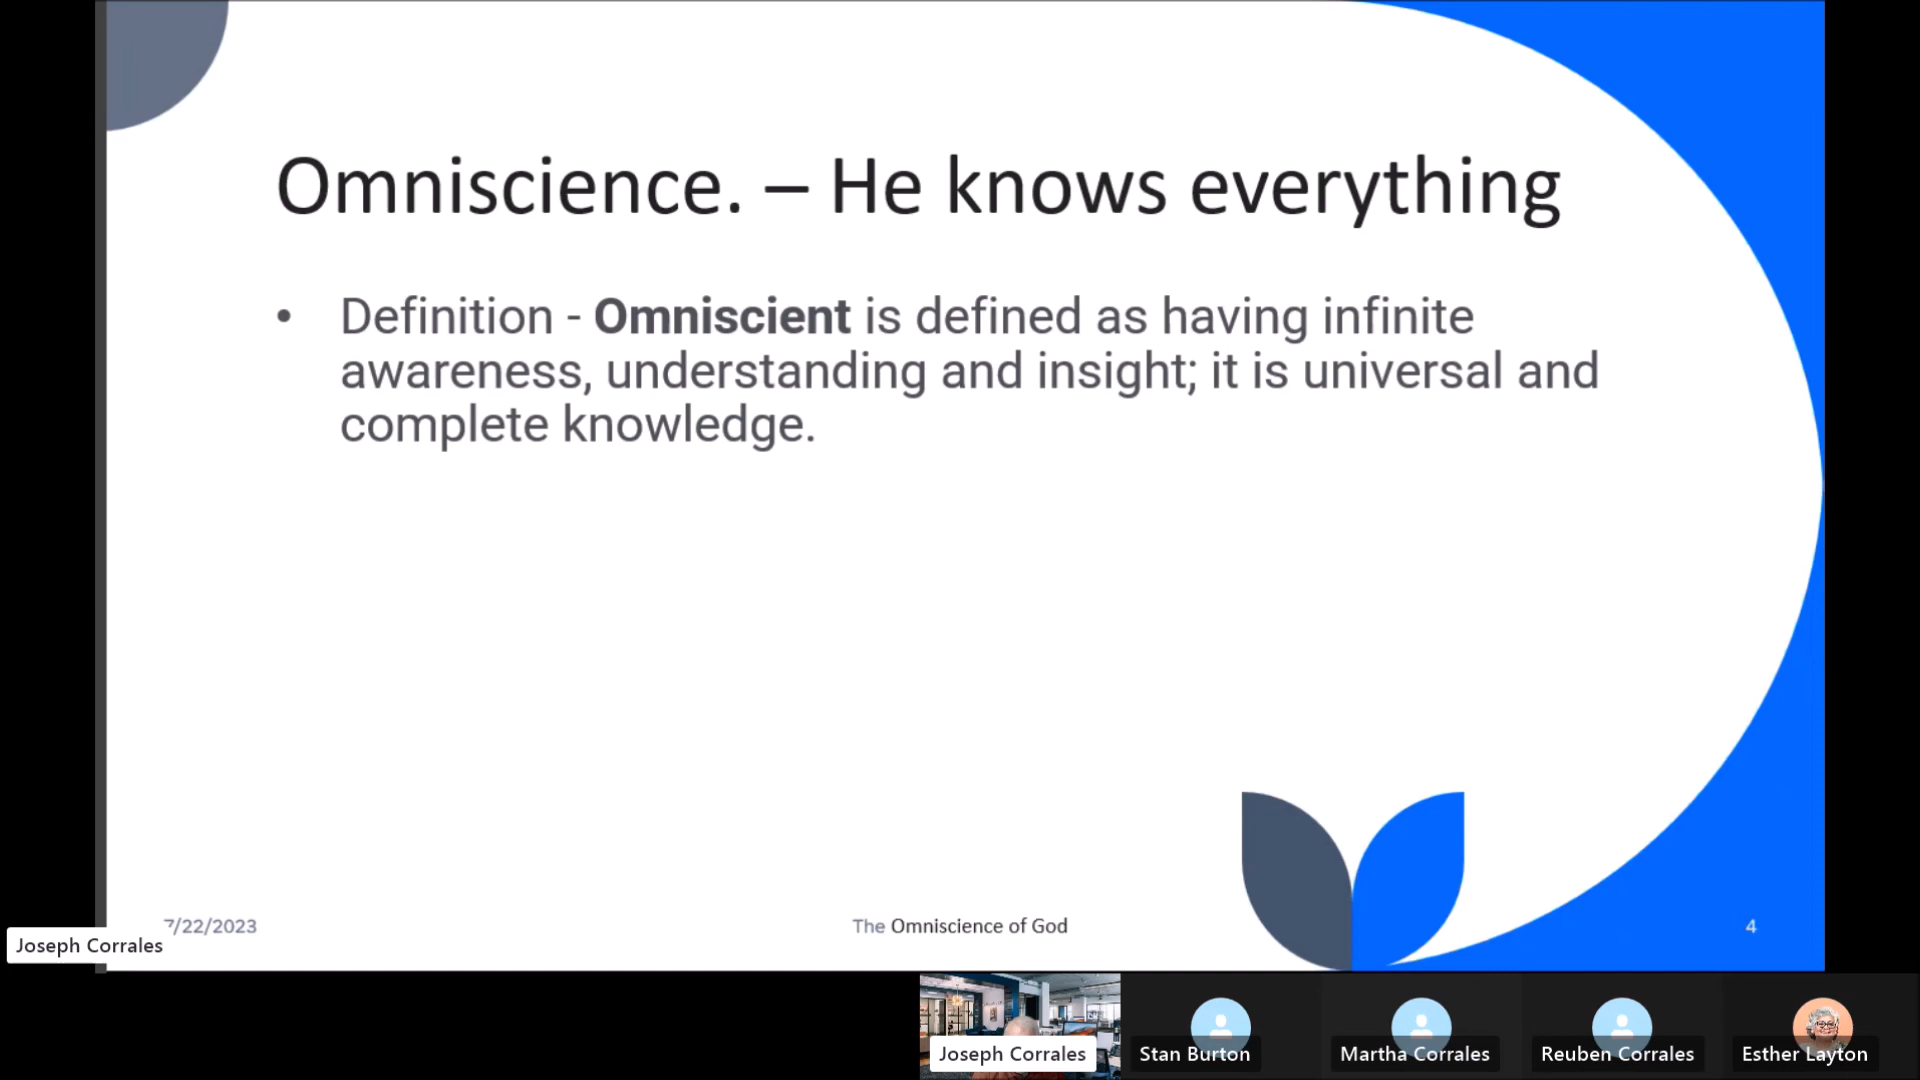 Omniscience. – He knows everything
• Definition - Omniscient is defined as having infinite
awareness, understanding and insight; it is universal and
complete knowledge.
7/22/2023
The Omniscience of God
4
Joseph Corrales
Joseph Corrales
Stan Burton
Martha Corrales
Reuben Corrales
Esther Layton